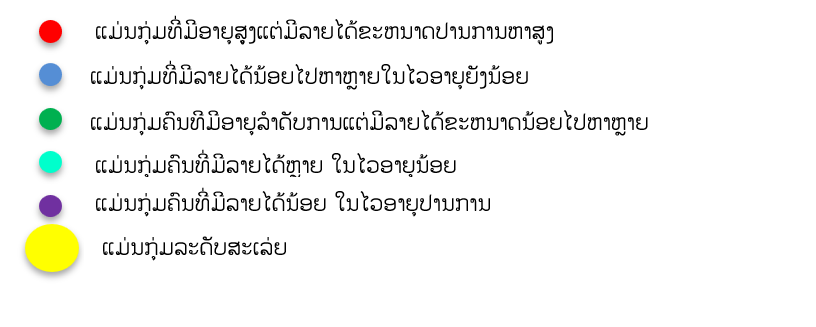 ແມ່ນກຸ່ມທີ່ມີອາຍຸສູງແຕ່ມີລາຍໄດ້ຂະຫນາດປານການຫາສູງ
ແມ່ນກຸ່ມທີ່ມີລາຍໄດ້ນ້ອຍໄປຫາຫຼາຍໃນໄວອາຍຸຍັງນ້ອຍ
ແມ່ນກຸ່ມຄົນທີມີອາຍຸລຳດັບການແຕ່ມີລາຍໄດ້ຂະຫນາດນ້ອຍໄປຫາຫຼາຍ
ແມ່ນກຸ່ມຄົນທີ່ມີລາຍໄດ້ຫຼາຍ ໃນໄວອາຍຸນ້ອຍ
ແມ່ນກຸ່ມຄົນທີ່ມີລາຍໄດ້ນ້ອຍ ໃນໄວອາຍຸປານການ
ແມ່ນກຸ່ມລະດັບສະເລ່ຍ